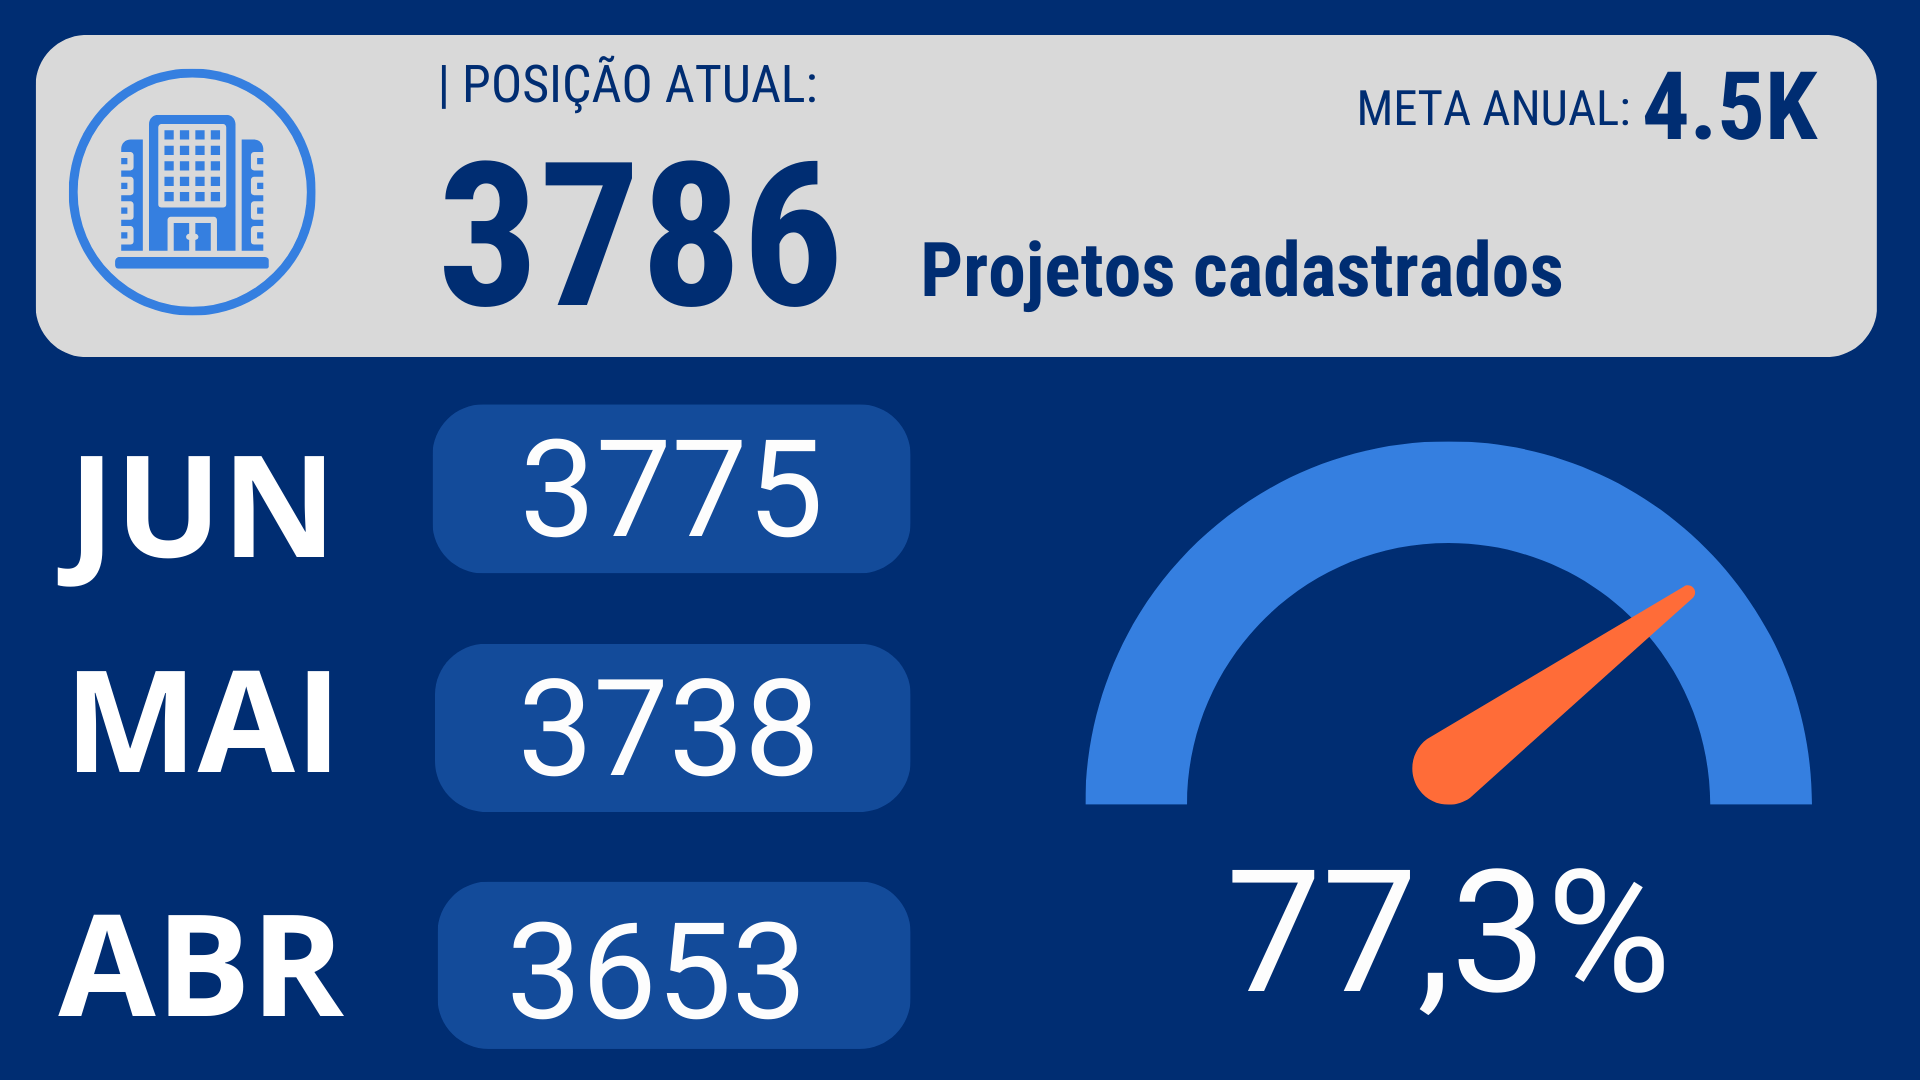 | POSIÇÃO ATUAL:
META ANUAL: 4.5K
3786 Projetos cadastrados
JUN 3775
MAI 3738
ABR 3653
77,3%